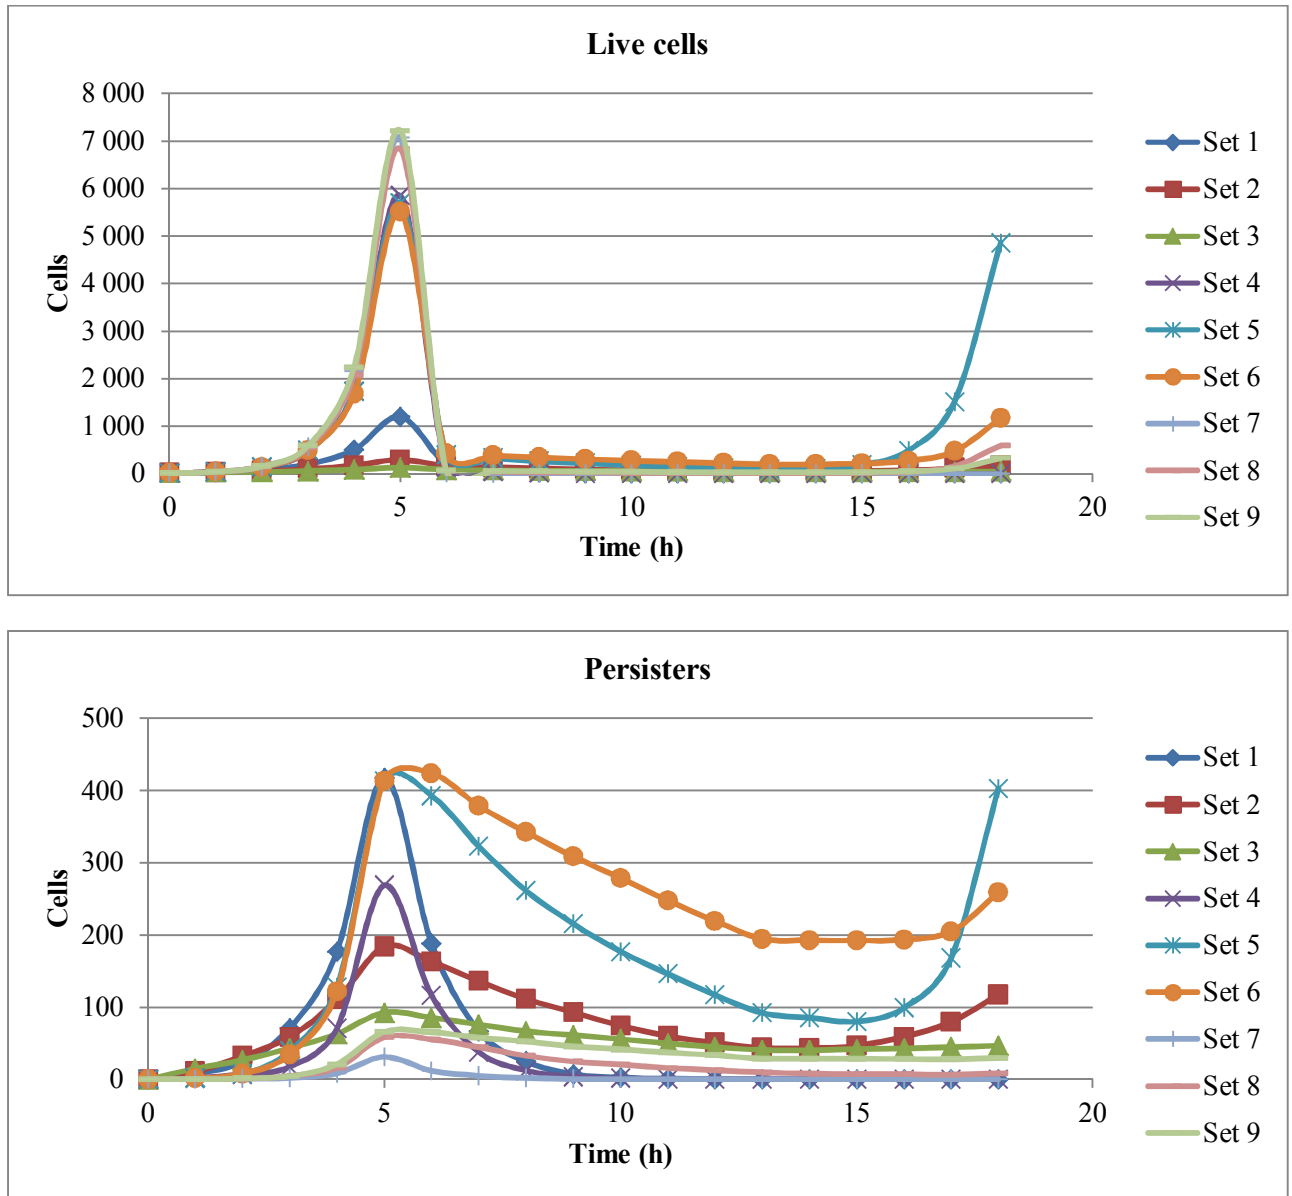 Live cells
8 000
7 000
6 000
5 000
4 000
3 000
2 000
1 000
0
Cells
0 5 10 15 20
Time (h)
Set 1
Set 2
Set 3
Set 4
Set 5
Set 6
Set 7
Set 8
Set 9
Persisters
500
400
300
200
100
0
Cells
0 5 10 15 20
Time (h)
Set 1
Set 2
Set 3
Set 4
Set 5
Set 6
Set 7
Set 8
Set 9